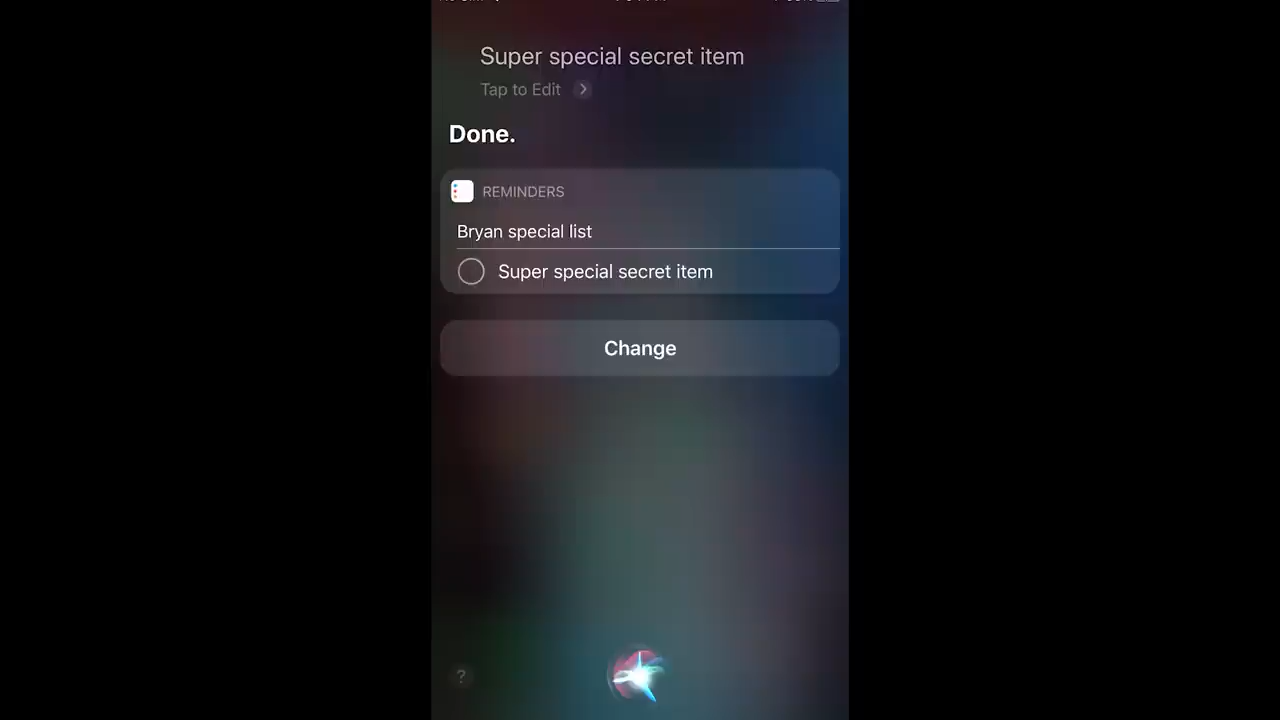 Super special secret item
Tap to Edit
Done.
REMINDERS
Bryan special list
Super special secret item
Change
?